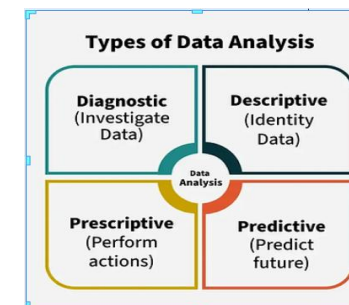 Types of Data Analysis
Diagnostic
(Investigate
Data)
Descriptive
(Identity
Data)
Data
Analysis
Prescriptive
(Perform
actions)
Predictive
(Predict
future)